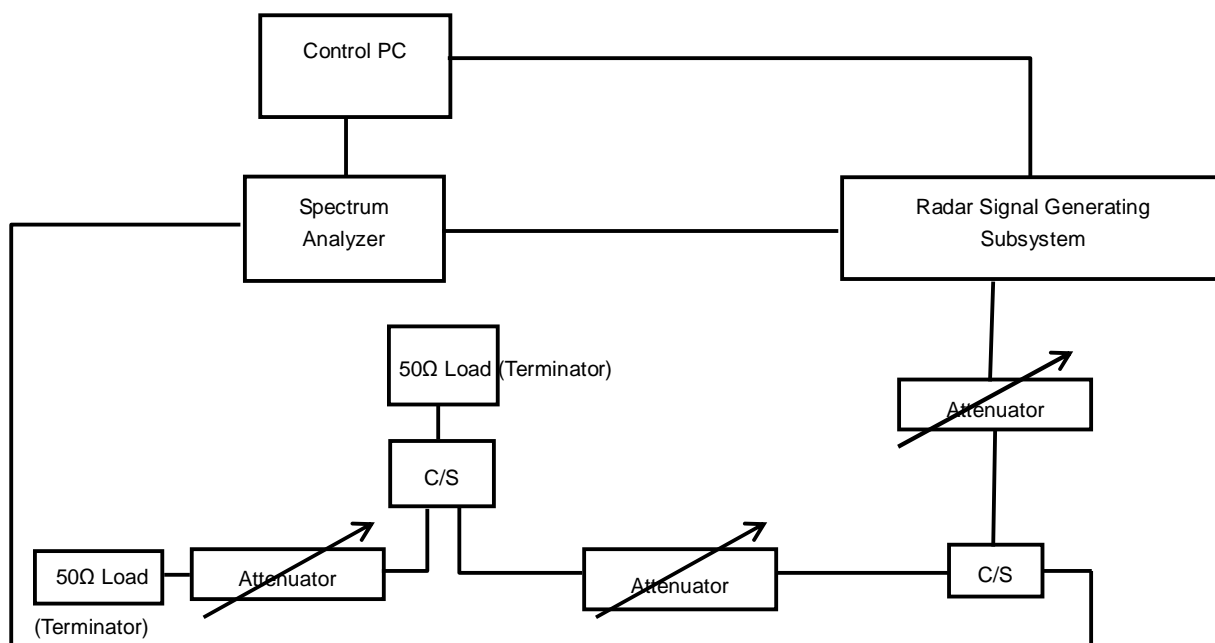 Control PC
Spectrum
Analyzer
Radar Signal Generating
Subsystem
50Ω Load (Terminator)
Attenuator
C/S
50Ω Load
(Terminator)
Attenuator
Attenuator
C/S